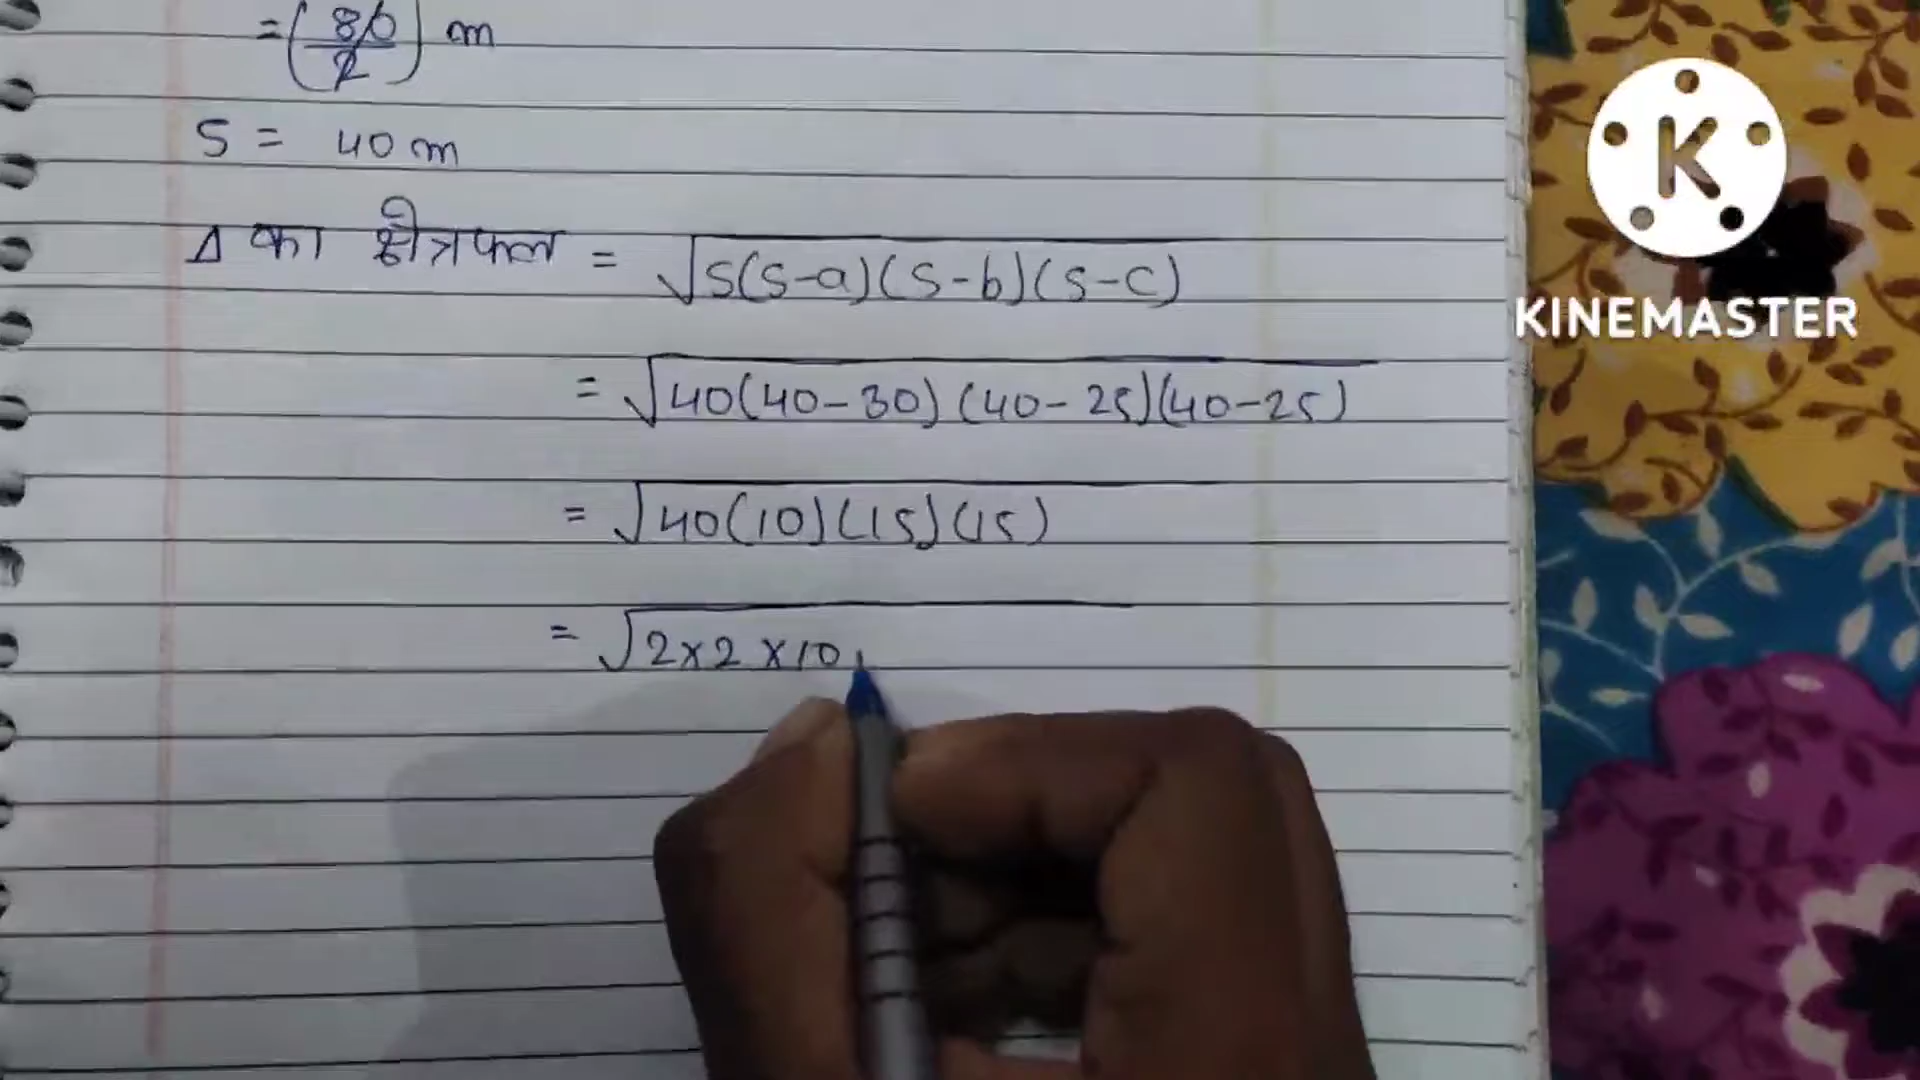 = (80/2) m
S = 40 m
Δ का क्षेत्रफल = √S(S-a)(S-b)(S-c)
= √40(40-30)(40-25)(40-25)
= √40(10)(15)(15)
= √2×2×10
K
KINEMASTER